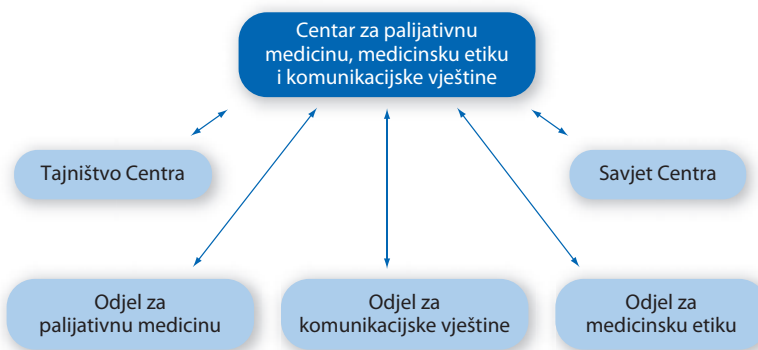 Centar za palijativnu
medicinu, medicinsku etiku
i komunikacijske vještine
Tajništvo Centra
Savjet Centra
Odjel za
palijativnu medicinu
Odjel za
komunikacijske vještine
Odjel za
medicinsku etiku